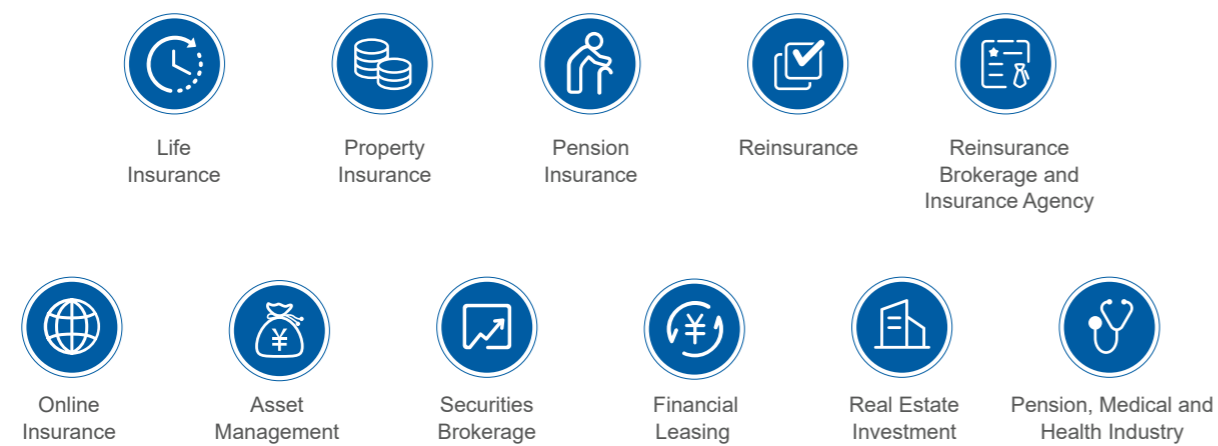 Life
Insurance
Property
Insurance
Pension
Insurance
Reinsurance
Reinsurance
Brokerage and
Insurance Agency
Online
Insurance
¥
Asset
Management
Securities
Brokerage
¥
Financial
Leasing
Real Estate
Investment
Pension, Medical and
Health Industry